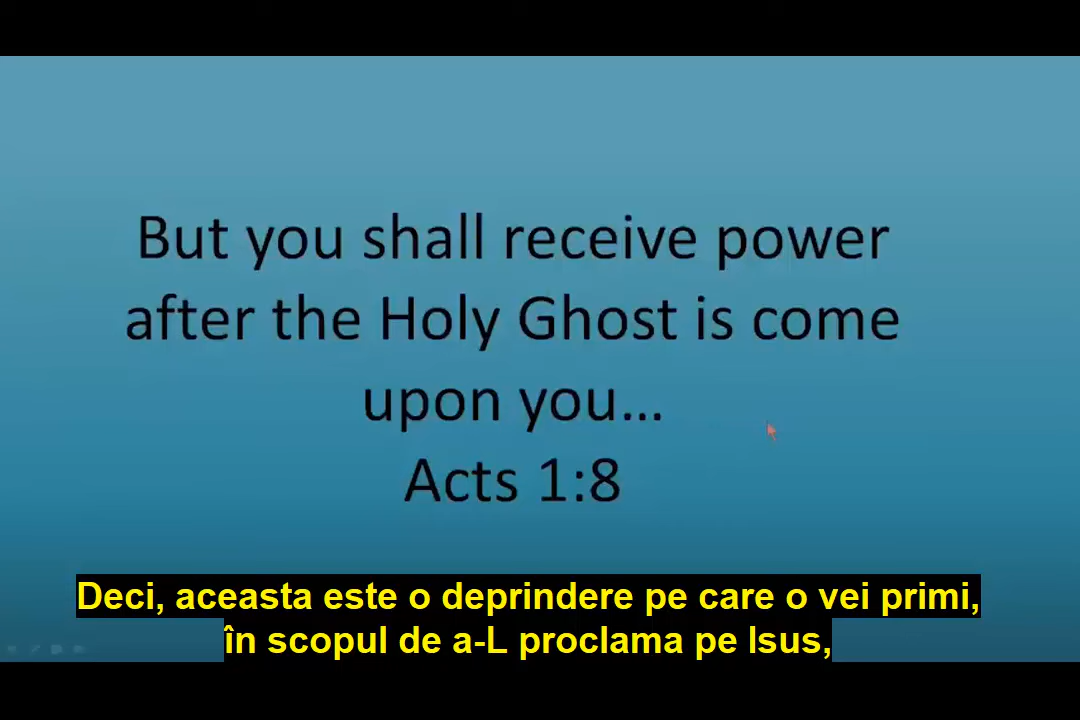 But you shall receive power
after the Holy Ghost is come
upon you...
Acts 1:8
Deci, aceasta este o deprindere pe care o vei primi,
în scopul de a-L proclama pe Isus,